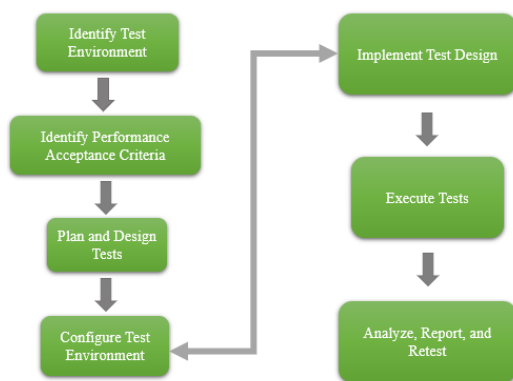 Identify Test
Environment
Identify Performance
Acceptance Criteria
Plan and Design
Tests
Configure Test
Environment
Implement Test Design
Execute Tests
Analyze, Report, and
Retest